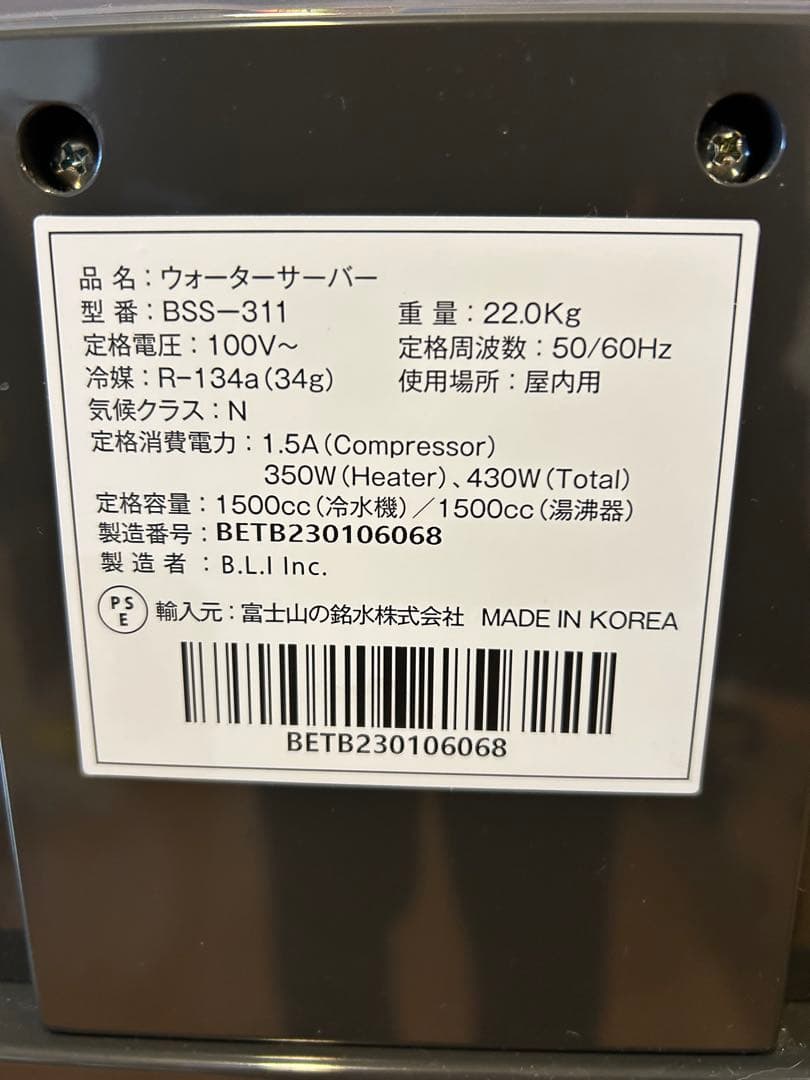 品名：ウォーターサーバー
型番：BSS-311 重量：22.0Kg
定格電圧：100V～ 定格周波数：50/60Hz
冷媒：R-134a(34g) 使用場所：屋内用
気候クラス：N
定格消費電力：1.5A(Compressor)
350W(Heater)、430W(Total)
定格容量：1500cc(冷水機)／1500cc(湯沸器)
製造番号：BETB230106068
製造者：B.L.I Inc.
PSE 輸入元：富士山の銘水株式会社 MADE IN KOREA
BETB230106068